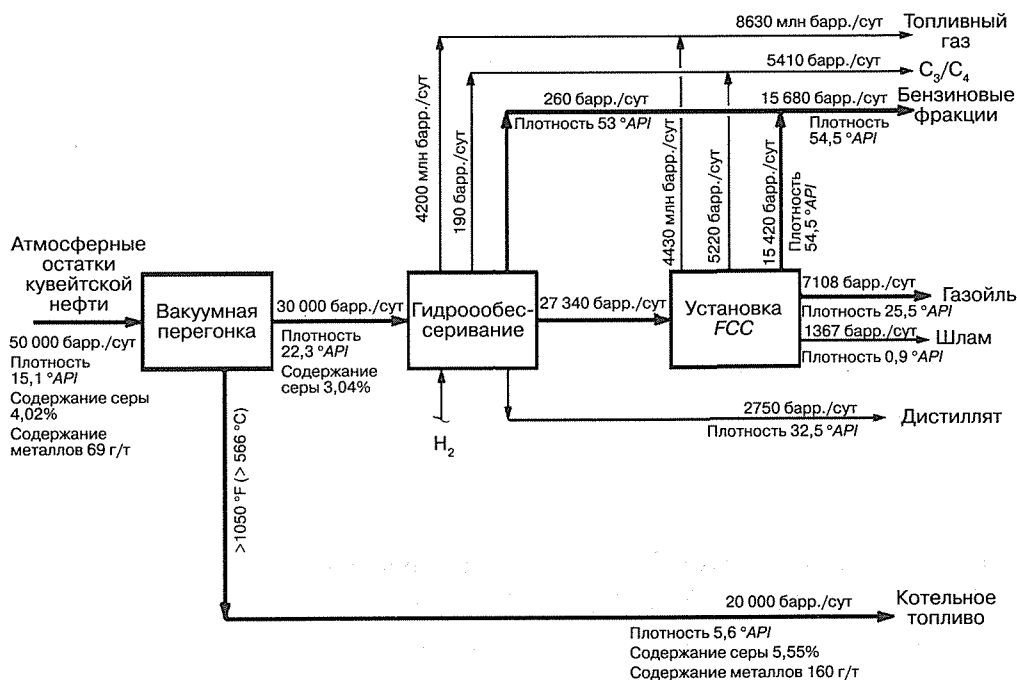 8630 млн барр./сут
Топливный
газ
5410 барр./сут
C3/C4
260 барр./сут
Плотность 53 °API
15 680 барр./сут
Плотность
54,5 °API
Бензиновые
фракции
4200 млн барр./сут
190 барр./сут
4430 млн барр./сут
5220 барр./сут
15 420 барр./сут
Плотность
54,5 °API
Атмосферные
остатки
кувейтской
нефти
50 000 барр./сут
Плотность
15,1 °API
Содержание серы
4,02%
Содержание
металлов 69 г/т
Вакуумная
перегонка
30 000 барр./сут
Плотность
22,3 °API
Содержание
серы 3,04%
Гидроообес-
серивание
H2
27 340 барр./сут
Установка
FCC
7108 барр./сут
Плотность 25,5 °API
Газойль
1367 барр./сут
Плотность 0,9 °API
Шлам
2750 барр./сут
Плотность 32,5 °API
Дистиллят
>1050 °F (> 566 °C)
20 000 барр./сут
Плотность 5,6 °API
Содержание серы 5,55%
Содержание металлов 160 г/т
Котельное
топливо